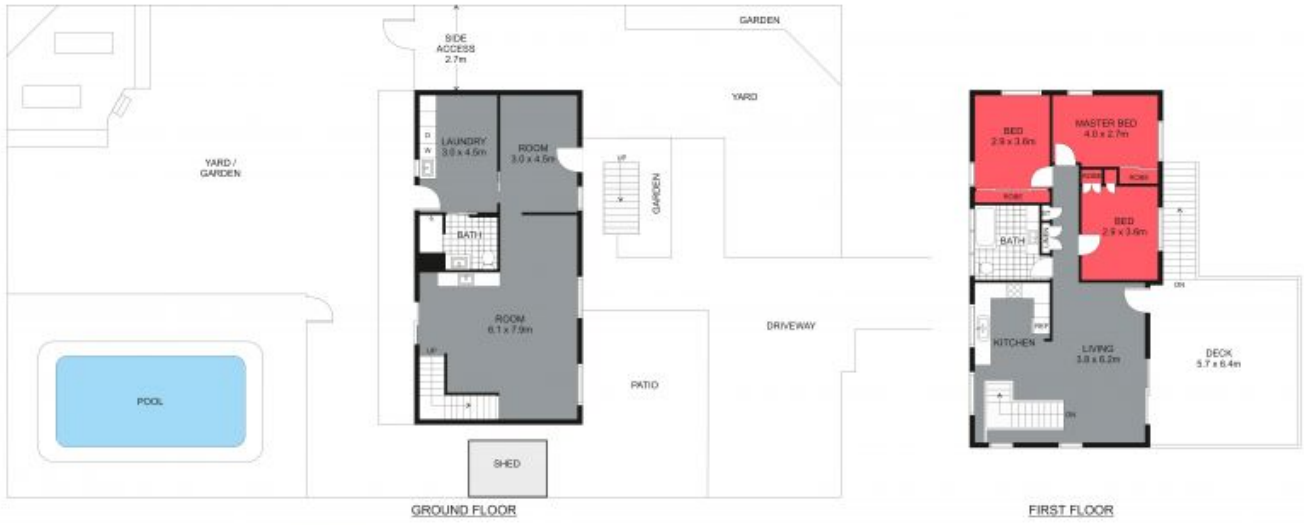 GARDEN
SIDE
ACCESS
2.7m
YARD
YARD /
GARDEN
D
W
LAUNDRY
3.0 x 4.5m
ROOM
3.0 x 4.5m
UP
GARDEN
BATH
ROOM
6.1 x 7.9m
UP
DRIVEWAY
PATIO
POOL
SHED
GROUND FLOOR
BED
2.9 x 3.6m
MASTER BED
4.0 x 2.7m
ROBE
ROBE
ROBE
BED
2.9 x 3.6m
BATH
LINEN
DN
REF
KITCHEN
LIVING
3.8 x 6.2m
DECK
5.7 x 6.4m
DN
FIRST FLOOR